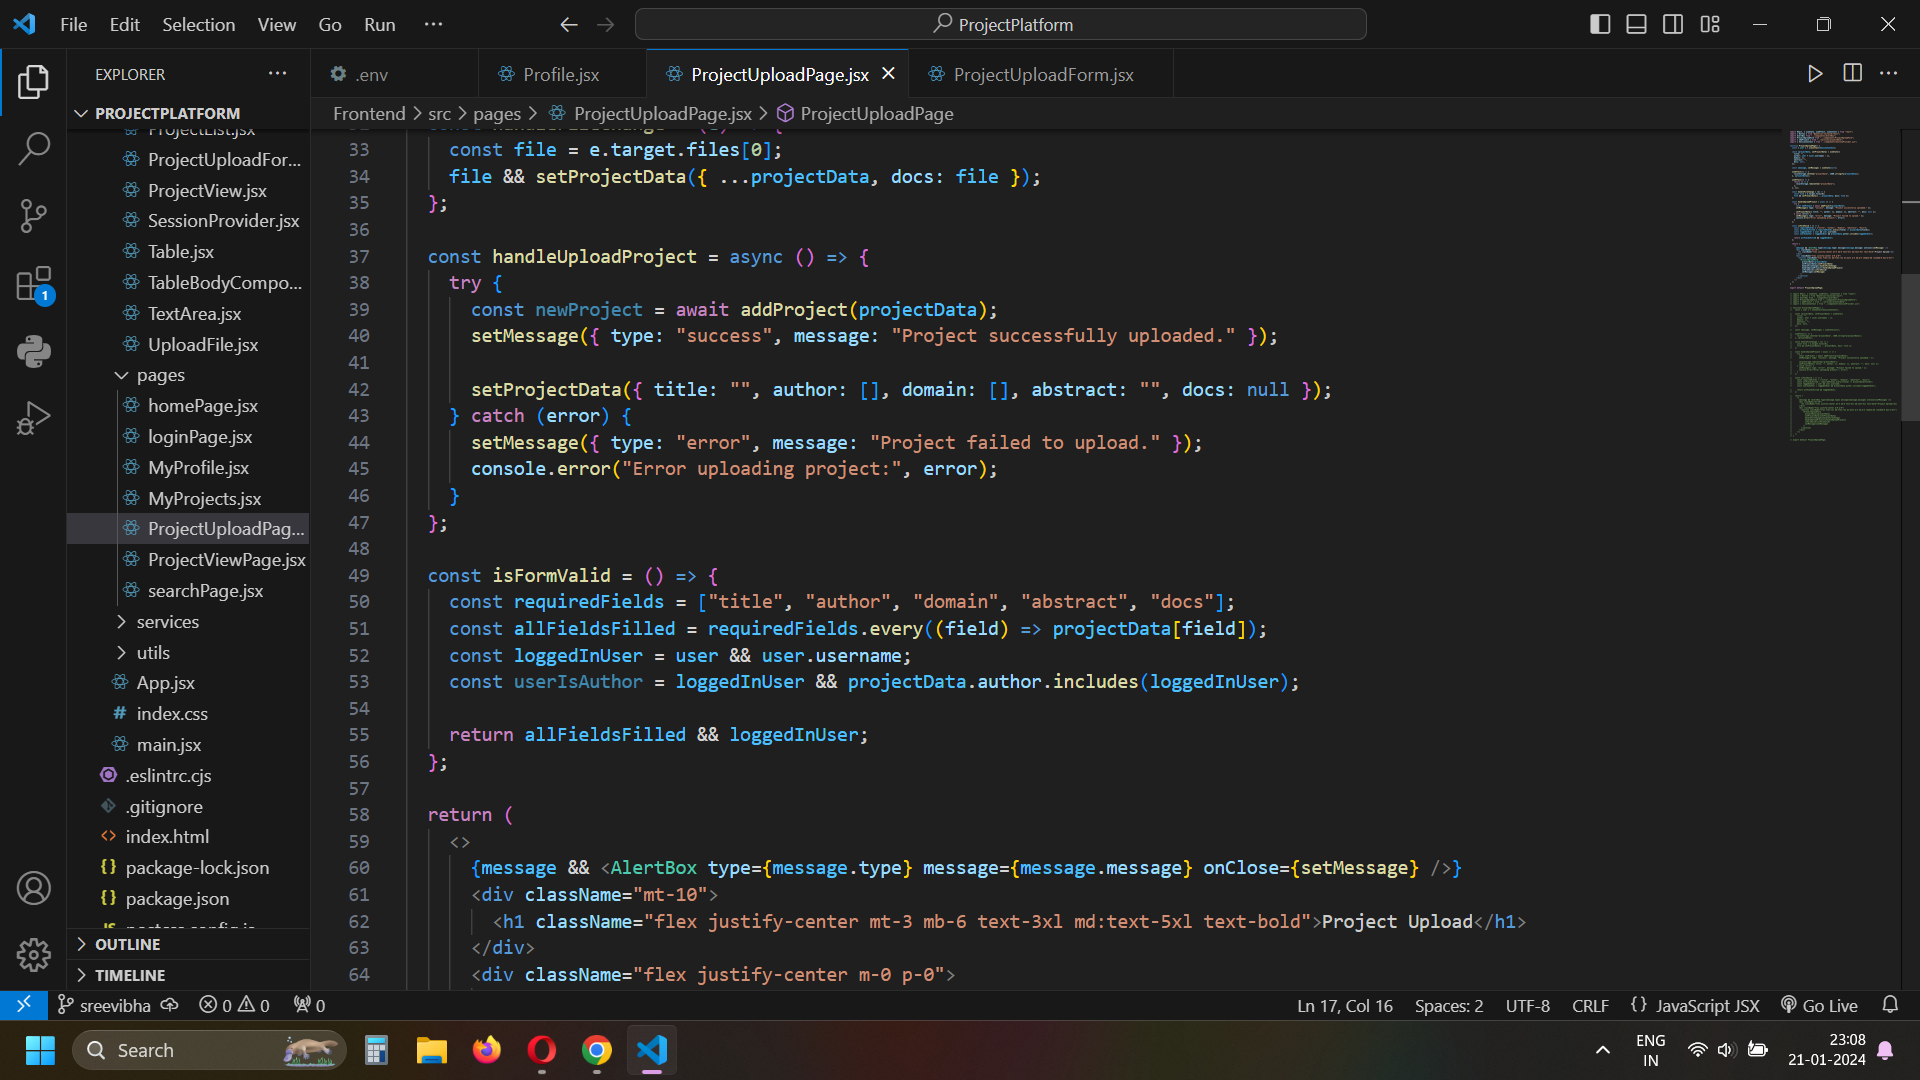 File Edit Selection View Go Run ···
ProjectPlatform
EXPLORER
.env
Profile.jsx
ProjectUploadPage.jsx
ProjectUploadForm.jsx
PROJECTPLATFORM
Frontend > src > pages > ProjectUploadPage.jsx > ProjectUploadPage
ProjectList.jsx
ProjectUploadFor...
ProjectView.jsx
SessionProvider.jsx
Table.jsx
TableBodyCompo...
TextArea.jsx
UploadFile.jsx
pages
homePage.jsx
loginPage.jsx
MyProfile.jsx
MyProjects.jsx
ProjectUploadPag...
ProjectViewPage.jsx
searchPage.jsx
services
utils
App.jsx
index.css
main.jsx
.eslintrc.cjs
.gitignore
index.html
package-lock.json
package.json
OUTLINE
TIMELINE
33 const file = e.target.files[0];
34 file && setProjectData({ ...projectData, docs: file });
35 };
36
37 const handleUploadProject = async () => {
38 try {
39 const newProject = await addProject(projectData);
40 setMessage({ type: "success", message: "Project successfully uploaded." });
41
42 setProjectData({ title: "", author: [], domain: [], abstract: "", docs: null });
43 } catch (error) {
44 setMessage({ type: "error", message: "Project failed to upload." });
45 console.error("Error uploading project:", error);
46 }
47 };
48
49 const isFormValid = () => {
50 const requiredFields = ["title", "author", "domain", "abstract", "docs"];
51 const allFieldsFilled = requiredFields.every((field) => projectData[field]);
52 const loggedInUser = user && user.username;
53 const userIsAuthor = loggedInUser && projectData.author.includes(loggedInUser);
54
55 return allFieldsFilled && loggedInUser;
56 };
57
58 return (
59 <>
60 {message && <AlertBox type={message.type} message={message.message} onClose={setMessage} />}
61 <div className="mt-10">
62 <h1 className="flex justify-center mt-3 mb-6 text-3xl md:text-5xl text-bold">Project Upload</h1>
63 </div>
64 <div className="flex justify-center m-0 p-0">
1
sreevibha 0 0 0
Ln 17, Col 16 Spaces: 2 UTF-8 CRLF {} JavaScript JSX Go Live
Search
ENG
IN
23:08
21-01-2024